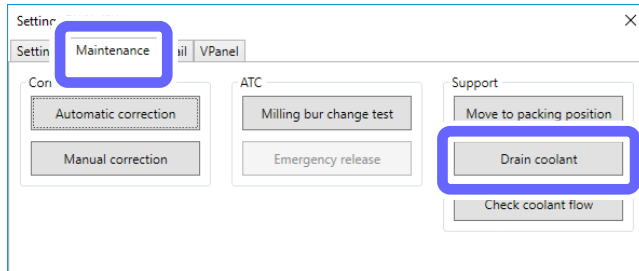 Setting
Settin Maintenance ail VPanel
Cor ATC Support
Automatic correction Milling bur change test Move to packing position
Manual correction Emergency release Drain coolant
Check coolant flow